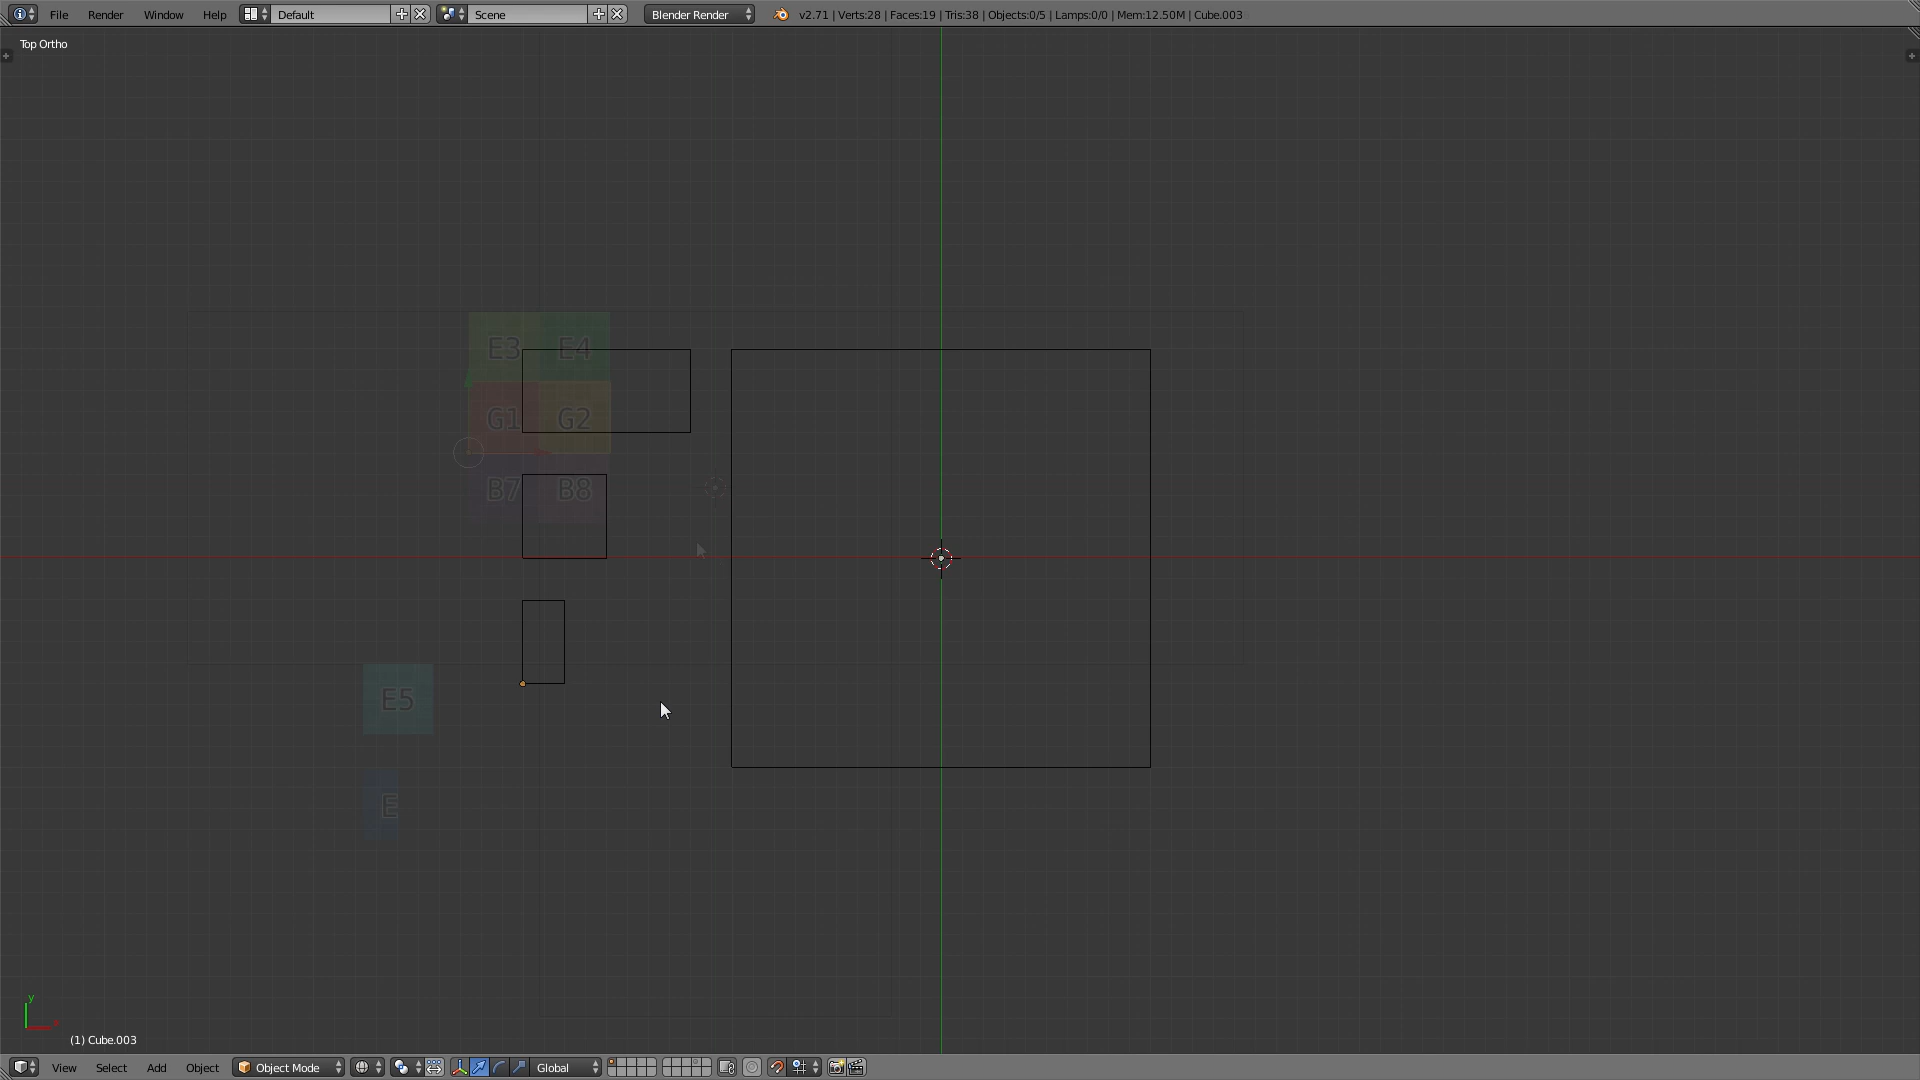 File Render Window Help Default Scene Blender Render v2.71 | Verts:28 | Faces:19 | Tris:38 | Objects:0/5 | Lamps:0/0 | Mem:12.50M | Cube.003
Top Ortho
E3 E4
G1 G2
B7 B8
E5
E
y
x
(1) Cube.003
View Select Add Object Object Mode Global